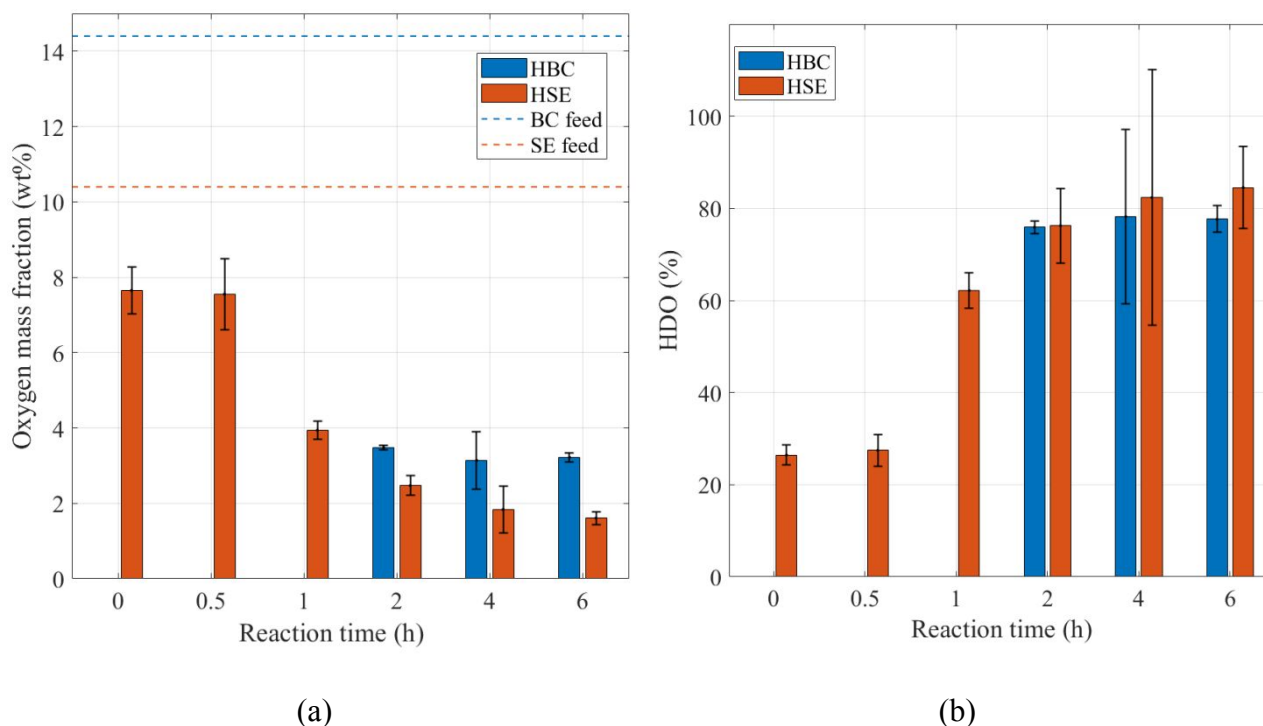 14
12
10
8
6
4
2
0
Oxygen mass fraction (wt%)
HBC
HSE
BC feed
SE feed
0 0.5 1 2 4 6
Reaction time (h)
(a)
100
80
60
40
20
0
HDO (%)
HBC
HSE
0 0.5 1 2 4 6
Reaction time (h)
(b)